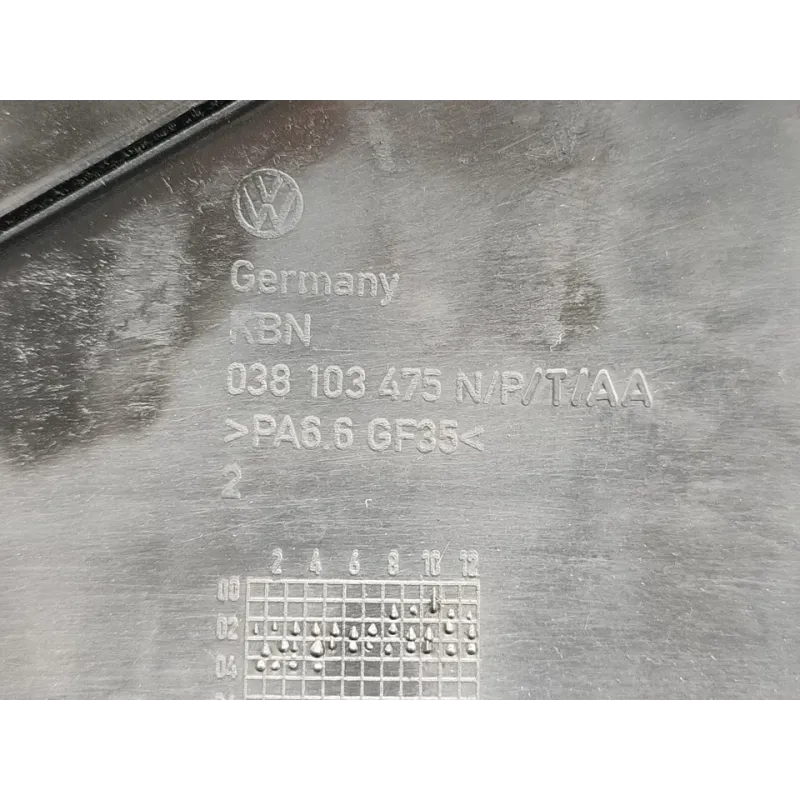 VW
Germany
KBN
038 103 475 N/P/T/AA
>PA6.6 GF35<
2
2 4 6 8 10 12
00
02
04